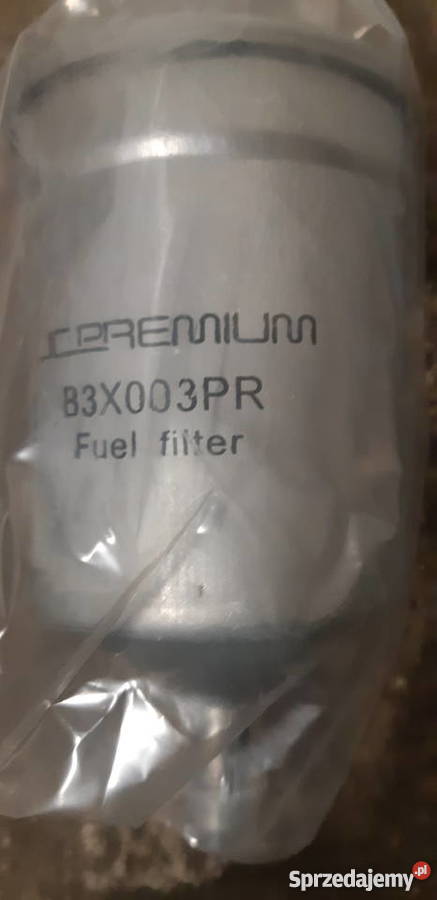 JCPREMIUM
B3X003PR
Fuel filter
Sprzedajemy.pl